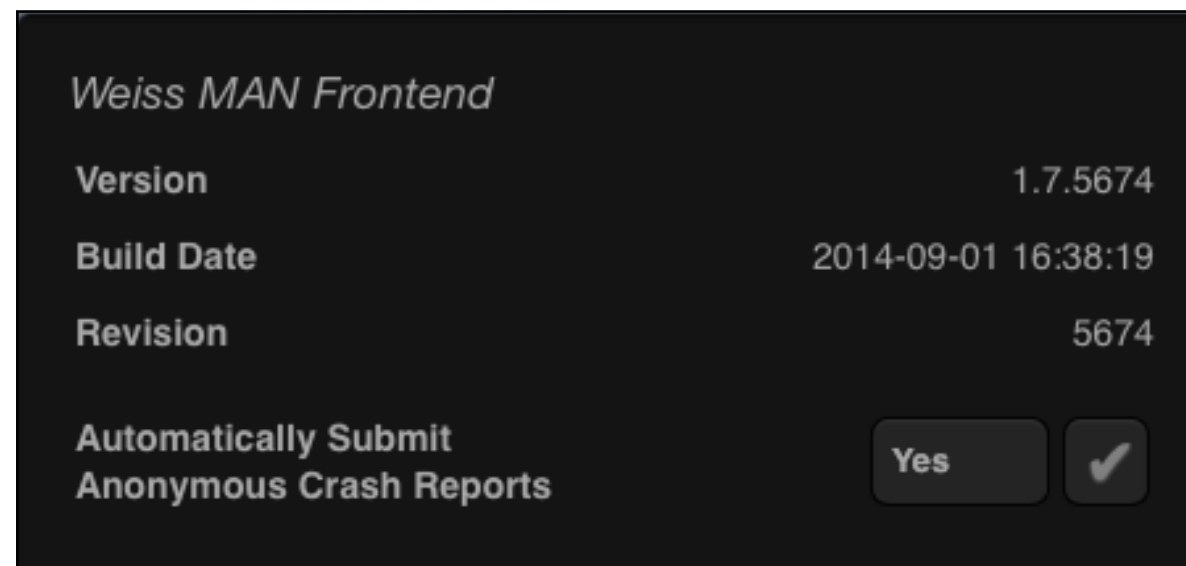 Weiss MAN Frontend
Version 1.7.5674
Build Date 2014-09-01 16:38:19
Revision 5674
Automatically Submit
Anonymous Crash Reports
Yes ✔